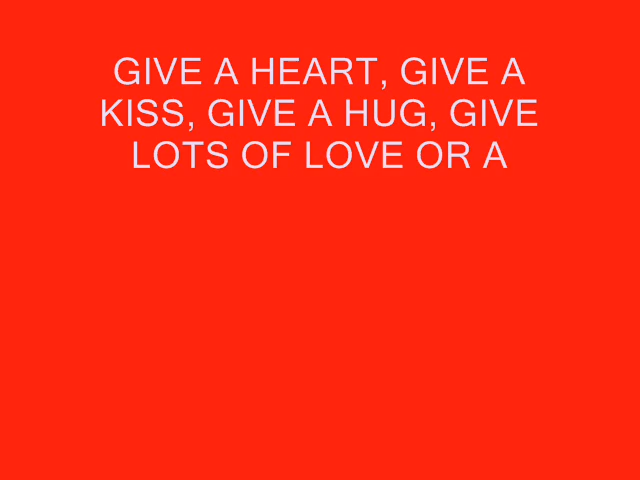 GIVE A HEART, GIVE A
KISS, GIVE A HUG, GIVE
LOTS OF LOVE OR A